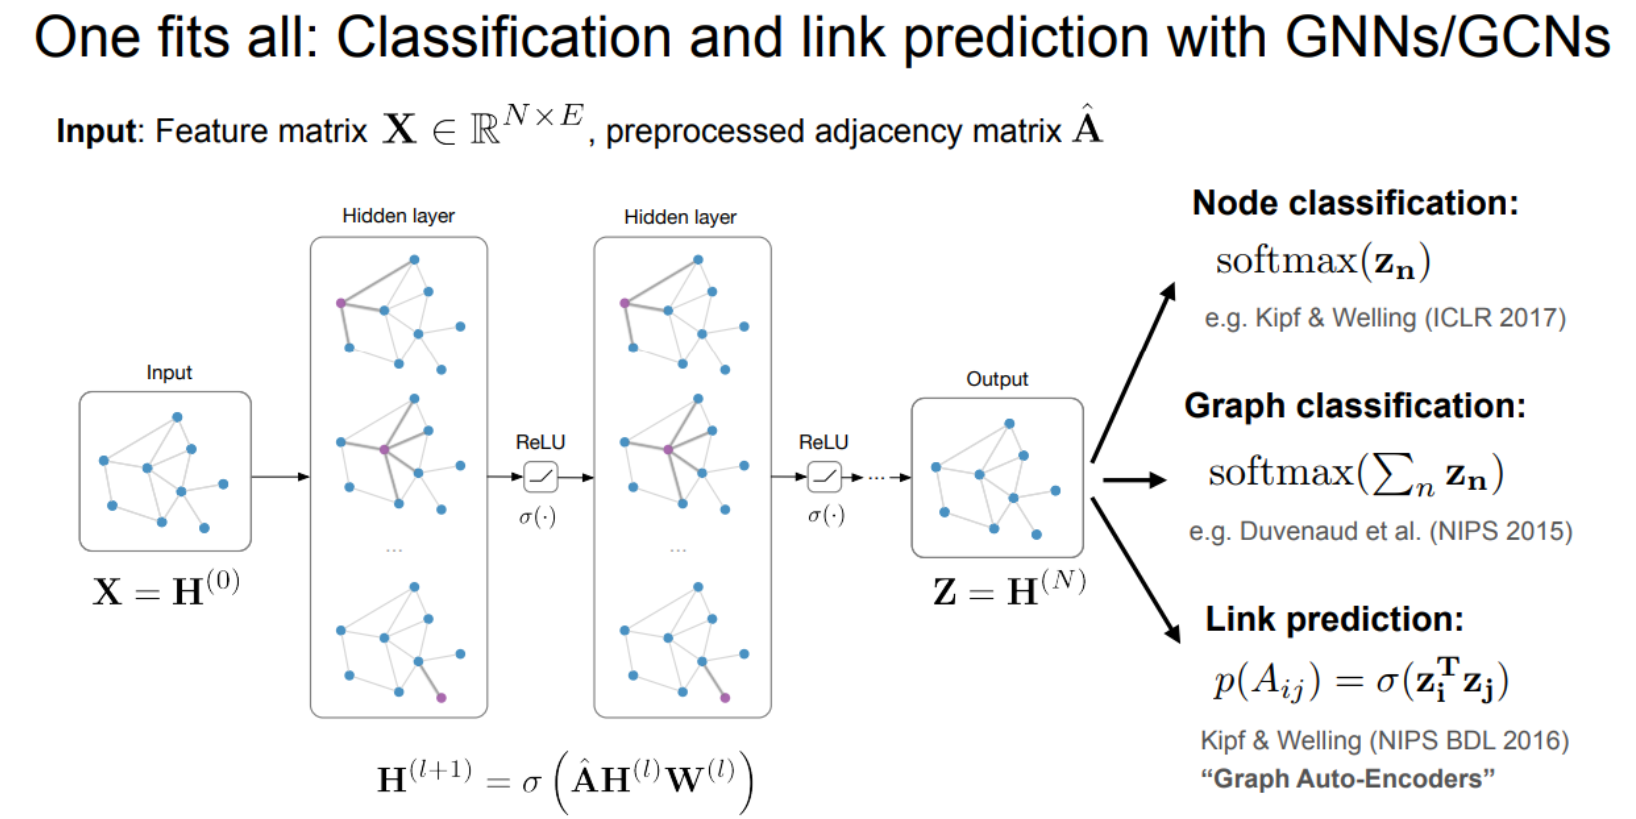 One fits all: Classification and link prediction with GNNs/GCNs
Input: Feature matrix X ∈ ℝ^{N×E}, preprocessed adjacency matrix Â
Hidden layer
Hidden layer
Input
ReLU
σ(·)
ReLU
σ(·)
...
Output
...
...
X = H^{(0)}
Z = H^{(N)}
H^{(l+1)} = σ(ÂH^{(l)}W^{(l)})
Node classification:
softmax(z_n)
e.g. Kipf & Welling (ICLR 2017)
Graph classification:
softmax(∑_n z_n)
e.g. Duvenaud et al. (NIPS 2015)
Link prediction:
p(A_{ij}) = σ(z_i^T z_j)
Kipf & Welling (NIPS BDL 2016)
“Graph Auto-Encoders”